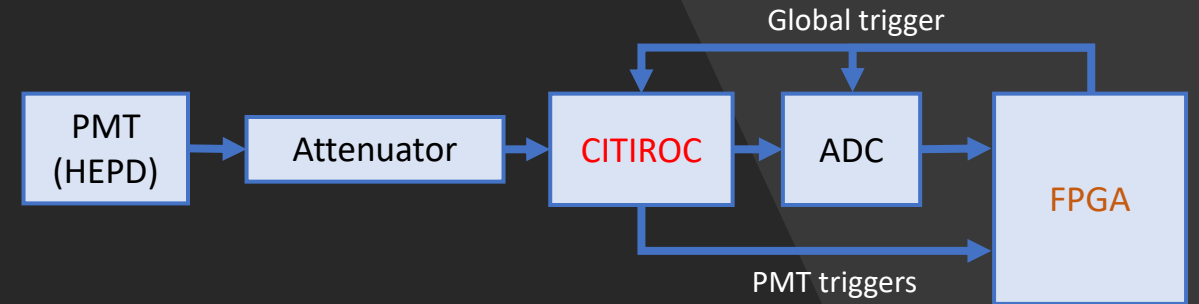 Global trigger
PMT
(HEPD)
Attenuator
CITIROC
ADC
FPGA
PMT triggers